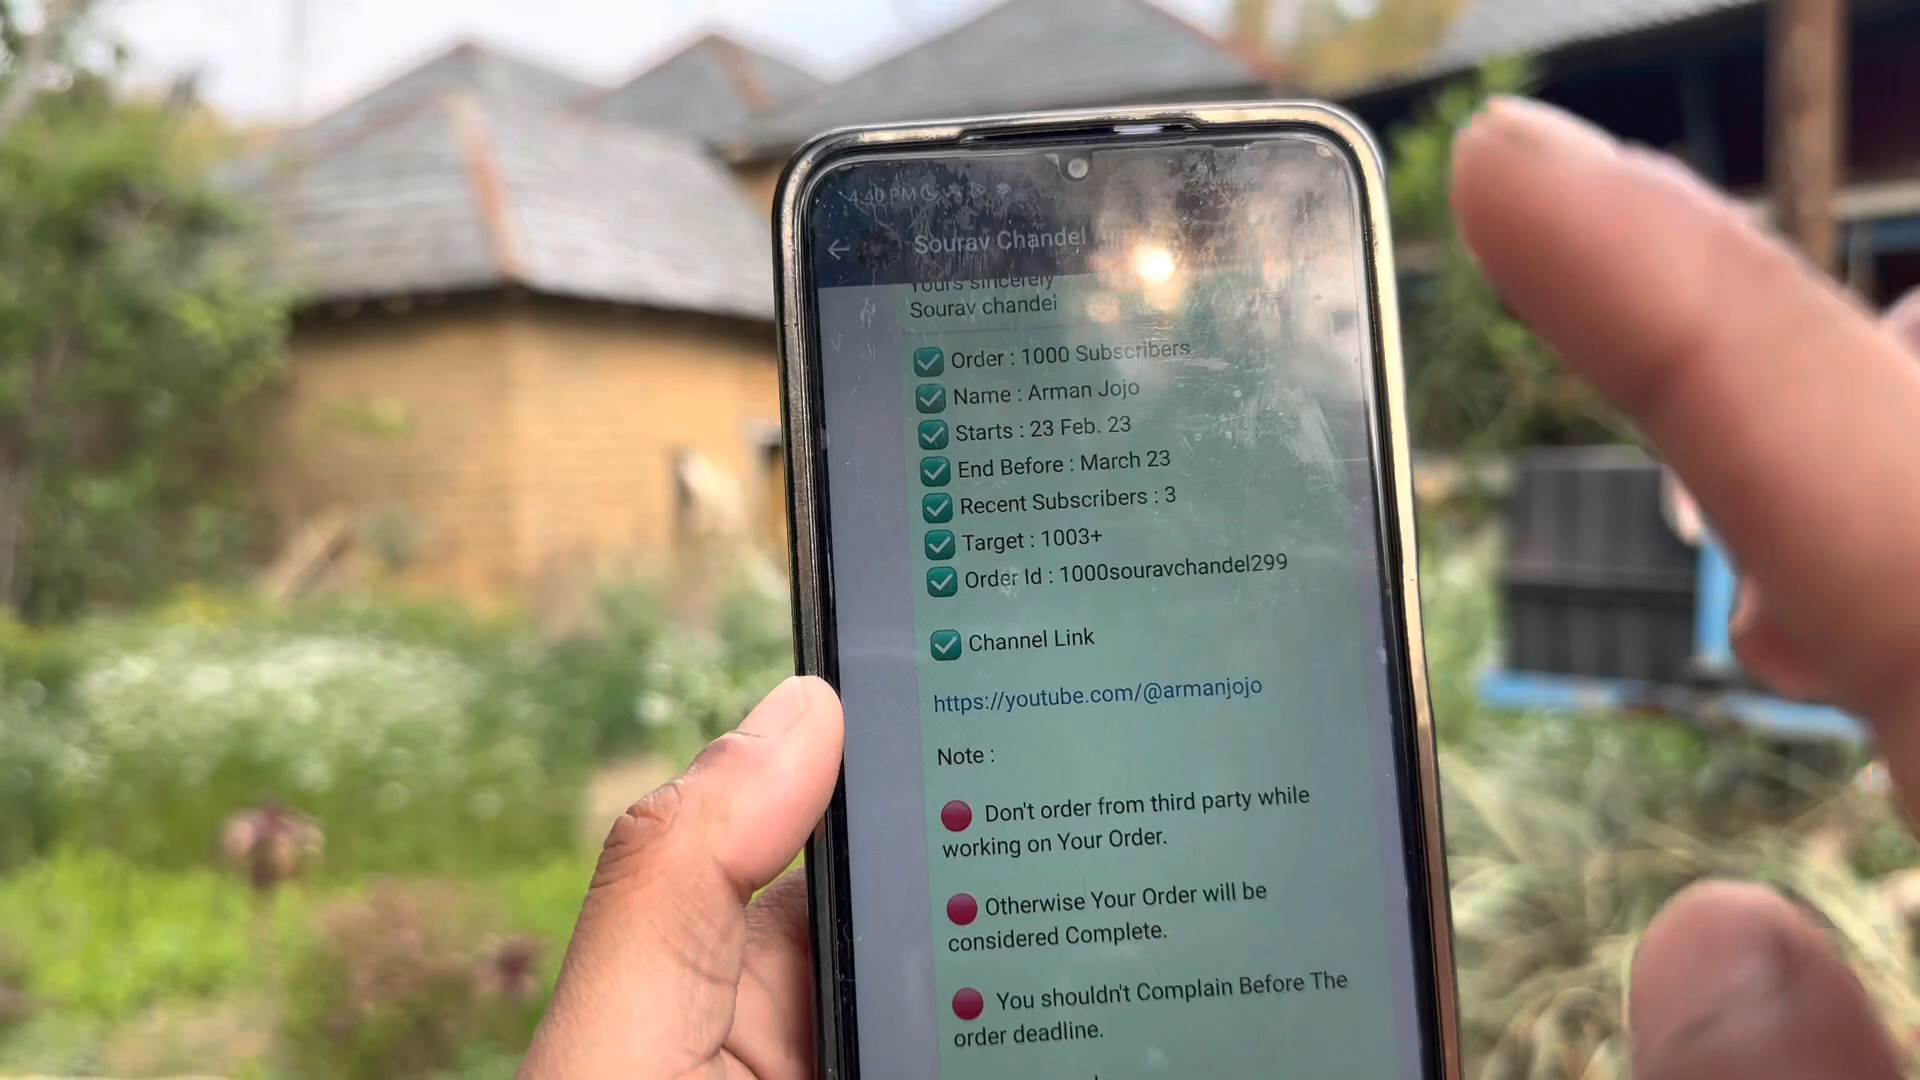 4:40 PM
Sourav Chandel
Yours sincerely
Sourav chandel
Order : 1000 Subscribers
Name : Arman Jojo
Starts : 23 Feb. 23
End Before : March 23
Recent Subscribers : 3
Target : 1003+
Order Id : 1000souravchandel299
Channel Link
https://youtube.com/@armanjojo
Note :
Don't order from third party while
working on Your Order.
Otherwise Your Order will be
considered Complete.
You shouldn't Complain Before The
order deadline.